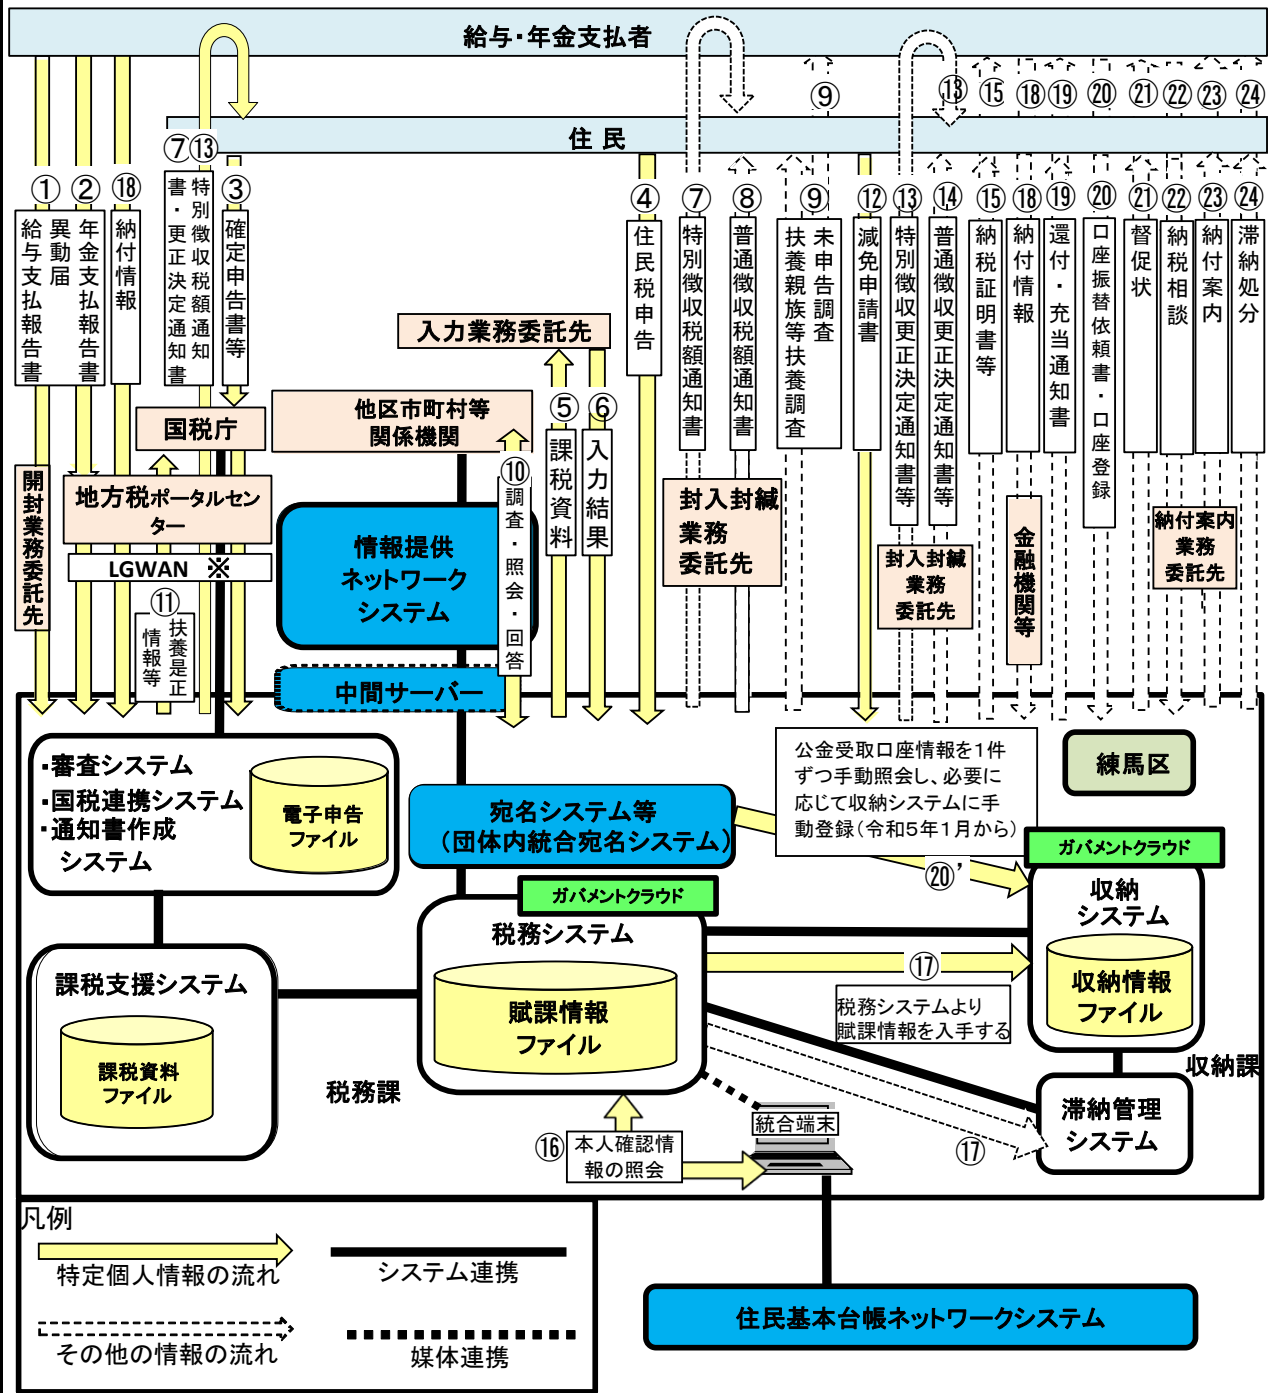 給与・年金支払者
住 民
⑨
⑬
⑮
⑱
⑲
⑳
㉑
㉒
㉓
㉔
①
給与支払報告書
異動届
②
年金支払報告書
⑱
納付情報
⑦
⑬
特別徴収税額通知
書・更正決定通知書
③
確定申告書等
④
住民税申告
⑦
特別徴収税額通知書
⑧
普通徴収税額通知書
⑨
未申告調査
扶養親族等扶養調査
⑫
減免申請書
⑬
特別徴収更正決定通知書等
⑭
普通徴収更正決定通知書等
⑮
納税証明書等
⑱
納付情報
⑲
還付・充当通知書
⑳
口座振替依頼書・口座登録
㉑
督促状
㉒
納税相談
㉓
納付案内
㉔
滞納処分
入力業務委託先
国税庁
他区市町村等
関係機関
⑤
課税資料
⑥
入力結果
開封業務委託先
地方税ポータルセン
ター
LGWAN ※
⑩
調査・照会・回答
⑪
扶養是正
情報等
情報提供
ネットワーク
システム
中間サーバー
封入封緘
業務
委託先
封入封緘
業務
委託先
金融機関等
納付案内
業務
委託先
・審査システム
・国税連携システム
・通知書作成
システム
電子申告
ファイル
宛名システム等
(団体内統合宛名システム)
公金受取口座情報を1件
ずつ手動照会し、必要に
応じて収納システムに手
動登録(令和5年1月から)
練馬区
ガバメントクラウド
⑳’
収納
システム
収納情報
ファイル
ガバメントクラウド
税務システム
賦課情報
ファイル
⑰
税務システムより
賦課情報を入手する
課税支援システム
課税資料
ファイル
税務課
収納課
滞納管理
システム
⑰
⑯
本人確認情
報の照会
統合端末
凡例
特定個人情報の流れ
システム連携
その他の情報の流れ
媒体連携
住民基本台帳ネットワークシステム